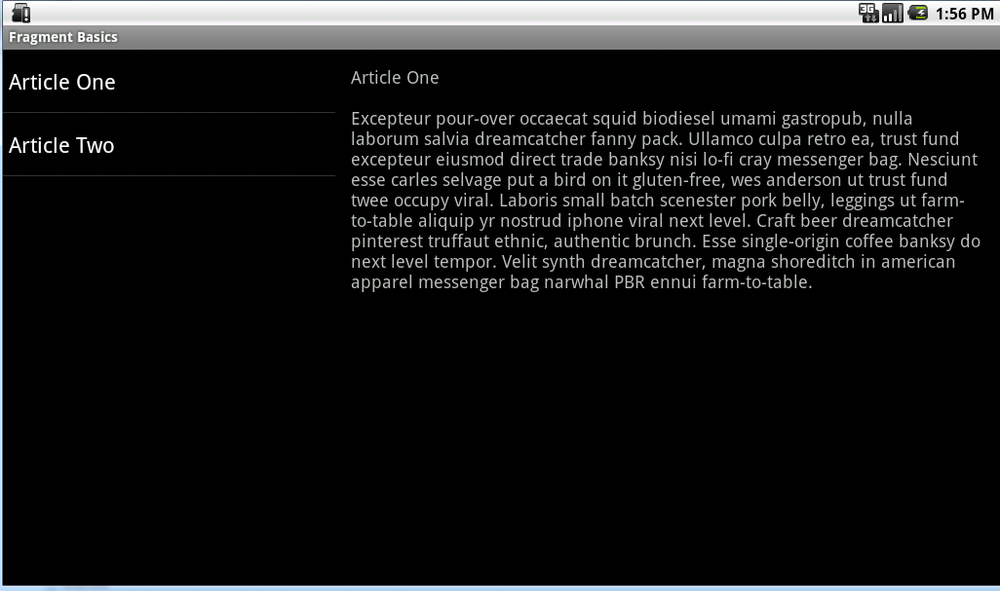 3G
1:56 PM
Fragment Basics
Article One
Article Two
Article One
Excepteur pour-over occaecat squid biodiesel umami gastropub, nulla
laborum salvia dreamcatcher fanny pack. Ullamco culpa retro ea, trust fund
excepteur eiusmod direct trade banksy nisi lo-fi cray messenger bag. Nesciunt
esse carles selvage put a bird on it gluten-free, wes anderson ut trust fund
twee occupy viral. Laboris small batch scenester pork belly, leggings ut farm-
to-table aliquip yr nostrud iphone viral next level. Craft beer dreamcatcher
pinterest truffaut ethnic, authentic brunch. Esse single-origin coffee banksy do
next level tempor. Velit synth dreamcatcher, magna shoreditch in american
apparel messenger bag narwhal PBR ennui farm-to-table.